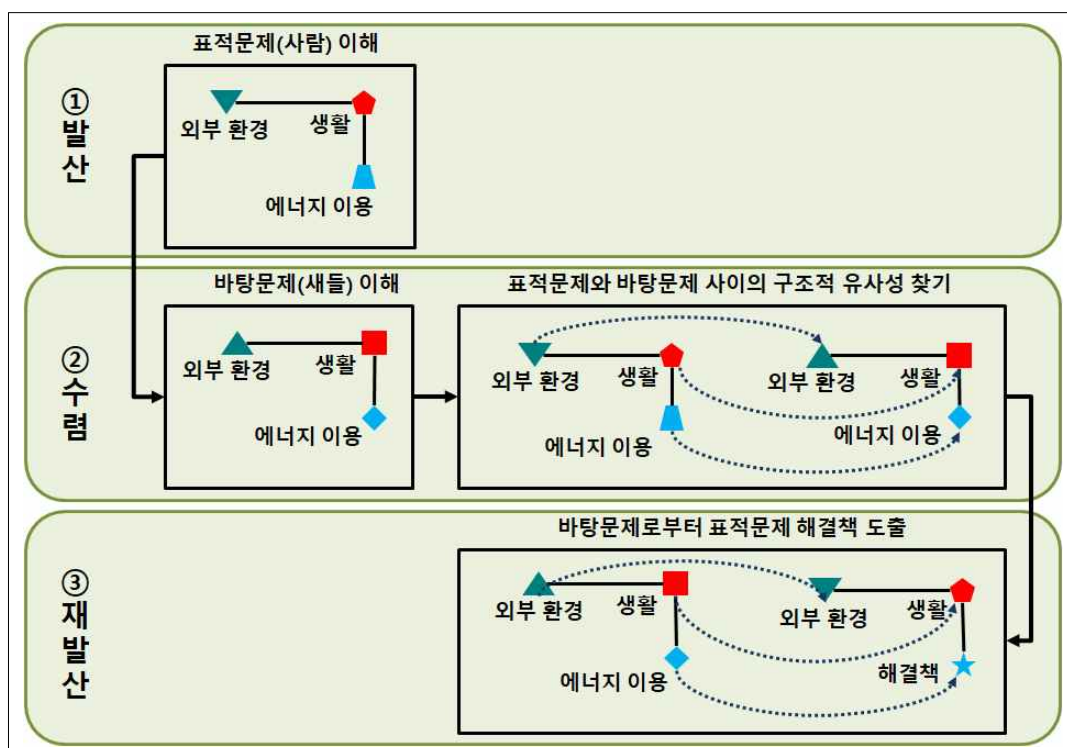 표적문제(사람) 이해
①
발
산
외부 환경
생활
에너지 이용
바탕문제(새들) 이해
표적문제와 바탕문제 사이의 구조적 유사성 찾기
②
수
렴
외부 환경
생활
에너지 이용
외부 환경
생활
에너지 이용
외부 환경
생활
에너지 이용
바탕문제로부터 표적문제 해결책 도출
③
재
발
산
외부 환경
생활
에너지 이용
외부 환경
생활
해결책